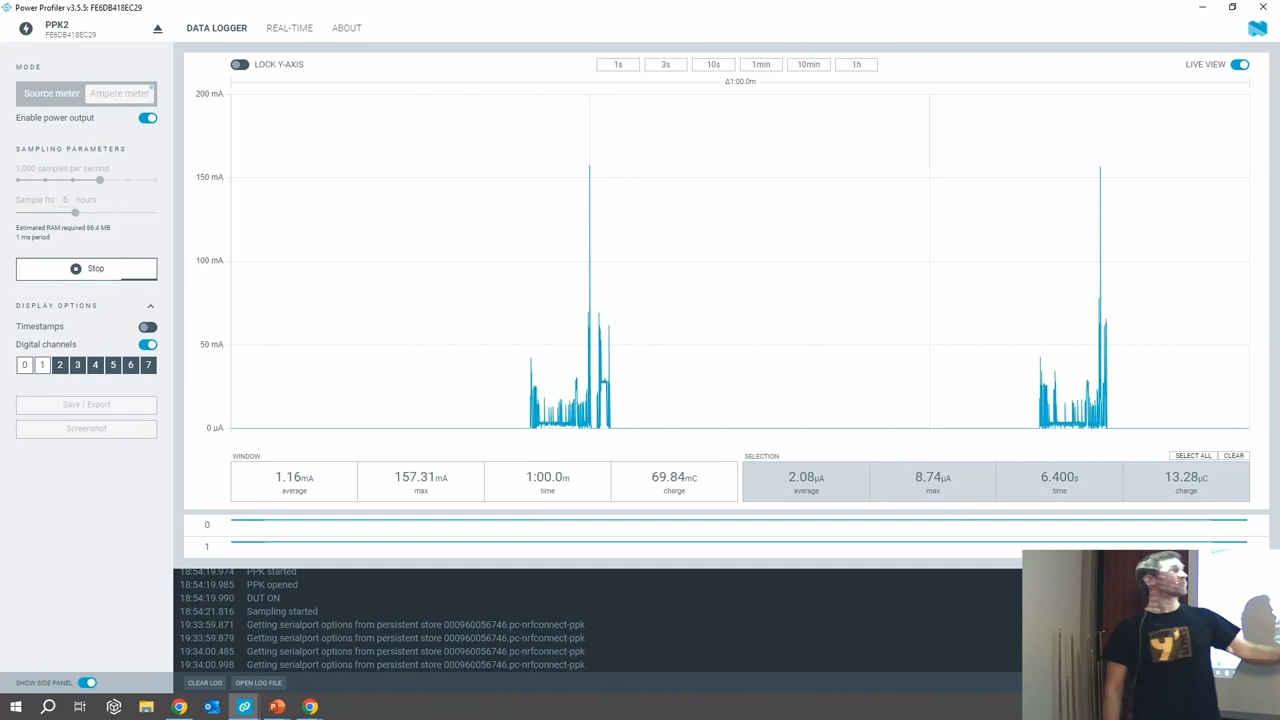 Power Profiler v3.5.5: FE6DB418EC29
PPK2
FE6DB418EC29
DATA LOGGER
REAL-TIME
ABOUT
MODE
Source meter
Ampere meter
Enable power output
SAMPLING PARAMETERS
1,000 samples per second
Sample for 6 hours
Estimated RAM required 86.4 MB
1 ms period
Stop
DISPLAY OPTIONS
Timestamps
Digital channels
0 1 2 3 4 5 6 7
Save / Export
Screenshot
SHOW SIDE PANEL
LOCK Y-AXIS
1s 3s 10s 1min 10min 1h
LIVE VIEW
Δ1:00.0m
200 mA
150 mA
100 mA
50 mA
0 µA
WINDOW
1.16mA
average
157.31mA
max
1:00.0m
time
69.84mC
charge
SELECTION
SELECT ALL
CLEAR
2.08µA
average
8.74µA
max
6.400s
time
13.28µC
charge
0
1
18:54:19.974 PPK started
18:54:19.985 PPK opened
18:54:19.990 DUT ON
18:54:21.816 Sampling started
19:33:59.871 Getting serialport options from persistent store 000960056746.pc-nrfconnect-ppk
19:33:59.879 Getting serialport options from persistent store 000960056746.pc-nrfconnect-ppk
19:34:00.485 Getting serialport options from persistent store 000960056746.pc-nrfconnect-ppk
19:34:00.998 Getting serialport options from persistent store 000960056746.pc-nrfconnect-ppk
CLEAR LOG
OPEN LOG FILE